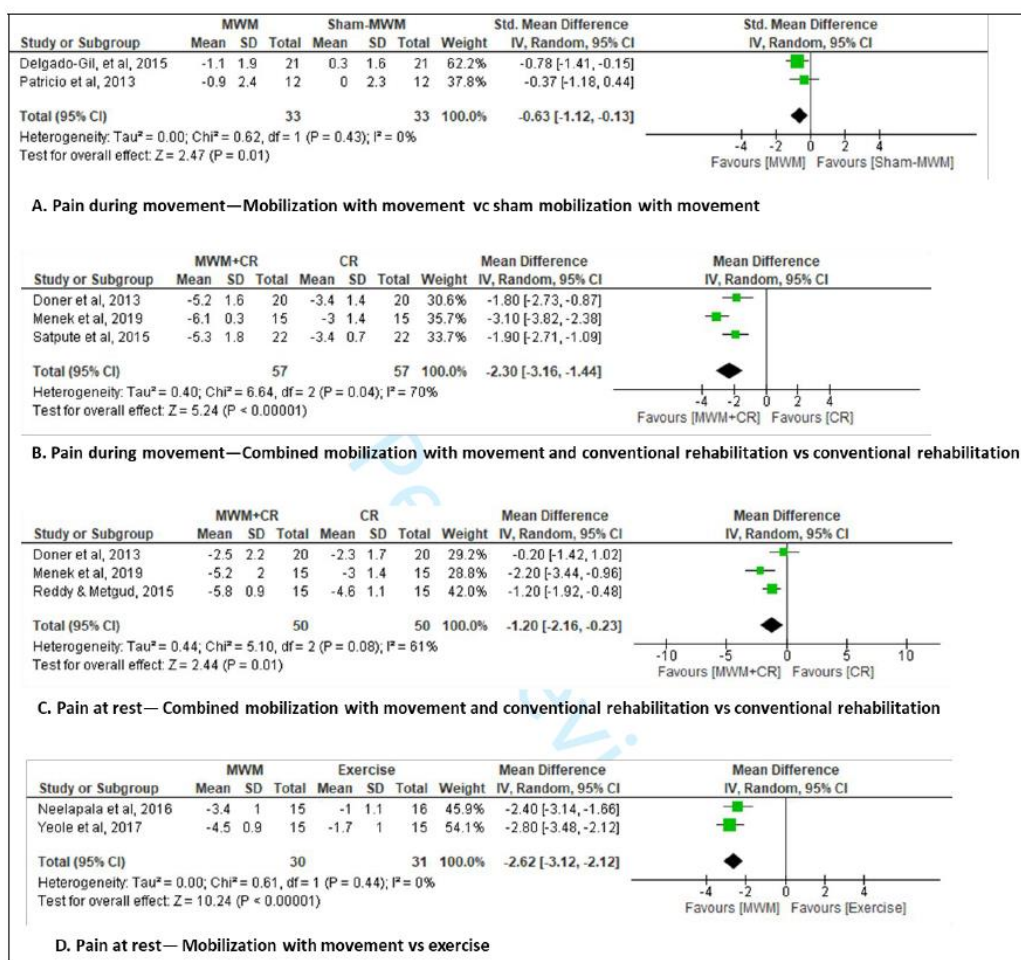 MWM Sham-MWM Std. Mean Difference Std. Mean Difference
Study or Subgroup Mean SD Total Mean SD Total Weight IV, Random, 95% CI IV, Random, 95% CI
Delgado-Gil, et al, 2015 -1.1 1.9 21 0.3 1.6 21 62.2% -0.78 [-1.41, -0.15]
Patricio et al, 2013 -0.9 2.4 12 0 2.3 12 37.8% -0.37 [-1.18, 0.44]
Total (95% CI) 33 33 100.0% -0.63 [-1.12, -0.13]
Heterogeneity: Tau² = 0.00; Chi² = 0.62, df = 1 (P = 0.43); I² = 0%
Test for overall effect: Z = 2.47 (P = 0.01)
-4 -2 0 2 4
Favours [MWM] Favours [Sham-MWM]
A. Pain during movement—Mobilization with movement vc sham mobilization with movement
MWM+CR CR Mean Difference Mean Difference
Study or Subgroup Mean SD Total Mean SD Total Weight IV, Random, 95% CI IV, Random, 95% CI
Doner et al, 2013 -5.2 1.6 20 -3.4 1.4 20 30.6% -1.80 [-2.73, -0.87]
Menek et al, 2019 -6.1 0.3 15 -3 1.4 15 35.7% -3.10 [-3.82, -2.38]
Satpute et al, 2015 -5.3 1.8 22 -3.4 0.7 22 33.7% -1.90 [-2.71, -1.09]
Total (95% CI) 57 57 100.0% -2.30 [-3.16, -1.44]
Heterogeneity: Tau² = 0.40; Chi² = 6.64, df = 2 (P = 0.04); I² = 70%
Test for overall effect: Z = 5.24 (P < 0.00001)
-4 -2 0 2 4
Favours [MWM+CR] Favours [CR]
B. Pain during movement—Combined mobilization with movement and conventional rehabilitation vs conventional rehabilitation
MWM+CR CR Mean Difference Mean Difference
Study or Subgroup Mean SD Total Mean SD Total Weight IV, Random, 95% CI IV, Random, 95% CI
Doner et al, 2013 -2.5 2.2 20 -2.3 1.7 20 29.2% -0.20 [-1.42, 1.02]
Menek et al, 2019 -5.2 2 15 -3 1.4 15 28.8% -2.20 [-3.44, -0.96]
Reddy & Metgud, 2015 -5.8 0.9 15 -4.6 1.1 15 42.0% -1.20 [-1.92, -0.48]
Total (95% CI) 50 50 100.0% -1.20 [-2.16, -0.23]
Heterogeneity: Tau² = 0.44; Chi² = 5.10, df = 2 (P = 0.08); I² = 61%
Test for overall effect: Z = 2.44 (P = 0.01)
-10 -5 0 5 10
Favours [MWM+CR] Favours [CR]
C. Pain at rest— Combined mobilization with movement and conventional rehabilitation vs conventional rehabilitation
MWM Exercise Mean Difference Mean Difference
Study or Subgroup Mean SD Total Mean SD Total Weight IV, Random, 95% CI IV, Random, 95% CI
Neelapala et al, 2016 -3.4 1 15 -1 1.1 16 45.9% -2.40 [-3.14, -1.66]
Yeole et al, 2017 -4.5 0.9 15 -1.7 1 15 54.1% -2.80 [-3.48, -2.12]
Total (95% CI) 30 31 100.0% -2.62 [-3.12, -2.12]
Heterogeneity: Tau² = 0.00; Chi² = 0.61, df = 1 (P = 0.44); I² = 0%
Test for overall effect: Z = 10.24 (P < 0.00001)
-4 -2 0 2 4
Favours [MWM] Favours [Exercise]
D. Pain at rest— Mobilization with movement vs exercise